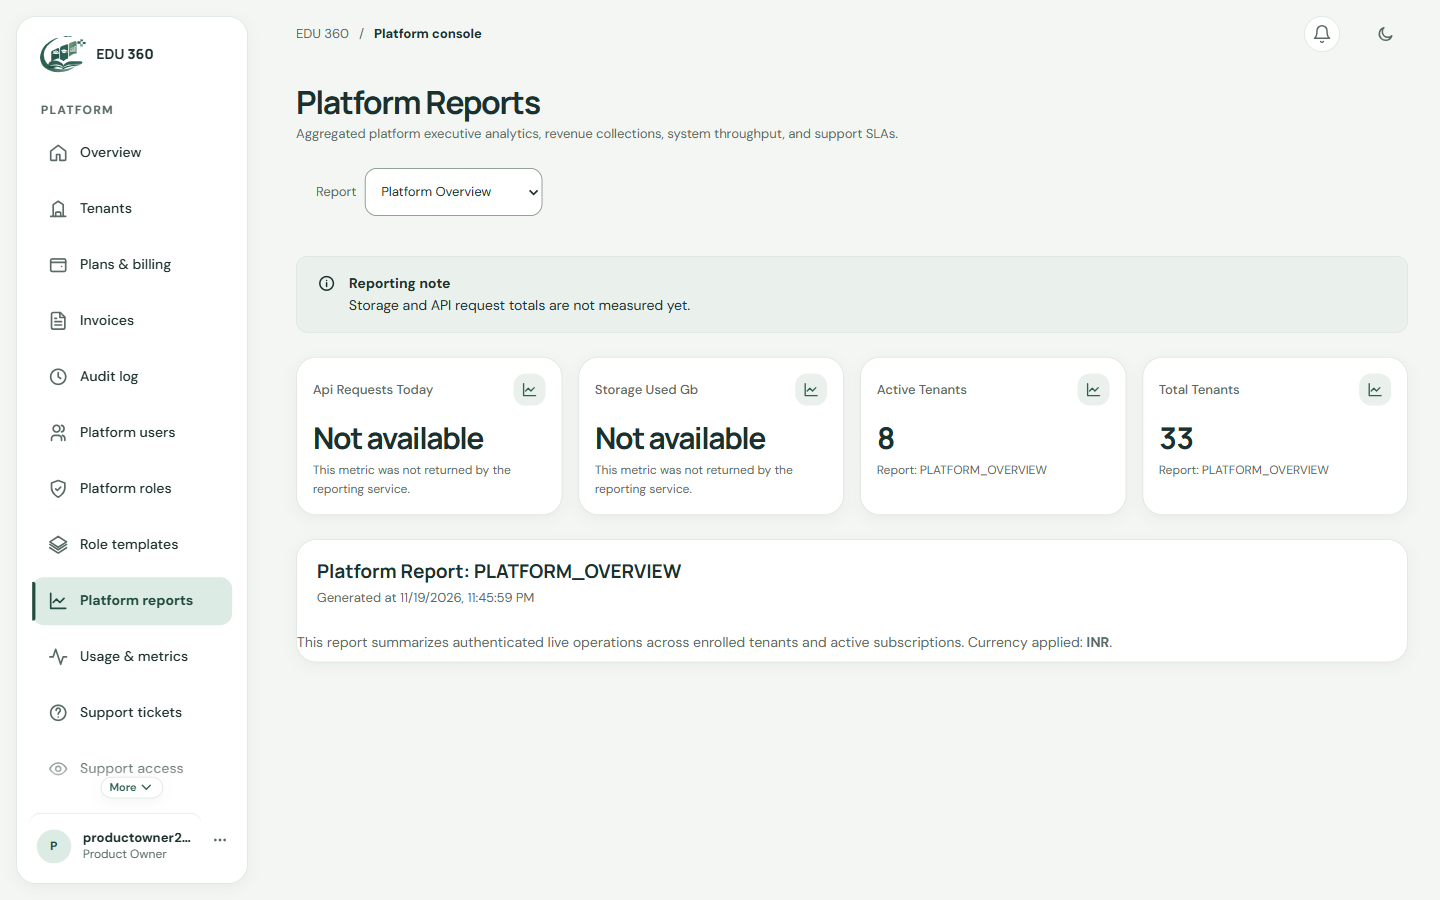 EDU 360
PLATFORM
Overview
Tenants
Plans & billing
Invoices
Audit log
Platform users
Platform roles
Role templates
Platform reports
Usage & metrics
Support tickets
Support access
More
P
productowner2...
Product Owner
EDU 360 / Platform console
Platform Reports
Aggregated platform executive analytics, revenue collections, system throughput, and support SLAs.
Report
Platform Overview
Reporting note
Storage and API request totals are not measured yet.
Api Requests Today
Not available
This metric was not returned by the
reporting service.
Storage Used Gb
Not available
This metric was not returned by the
reporting service.
Active Tenants
8
Report: PLATFORM_OVERVIEW
Total Tenants
33
Report: PLATFORM_OVERVIEW
Platform Report: PLATFORM_OVERVIEW
Generated at 11/19/2026, 11:45:59 PM
This report summarizes authenticated live operations across enrolled tenants and active subscriptions. Currency applied: INR.